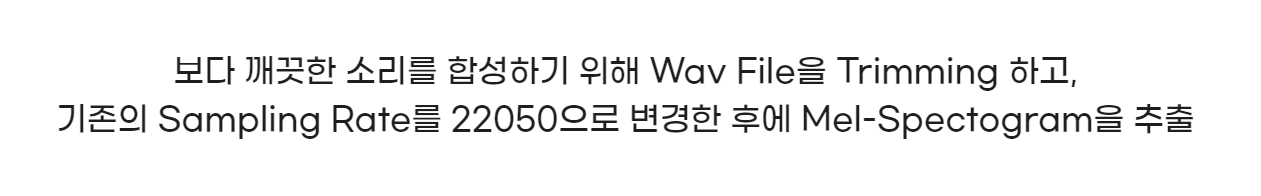 보다 깨끗한 소리를 합성하기 위해 Wav File을 Trimming 하고,
기존의 Sampling Rate를 22050으로 변경한 후에 Mel-Spectogram을 추출